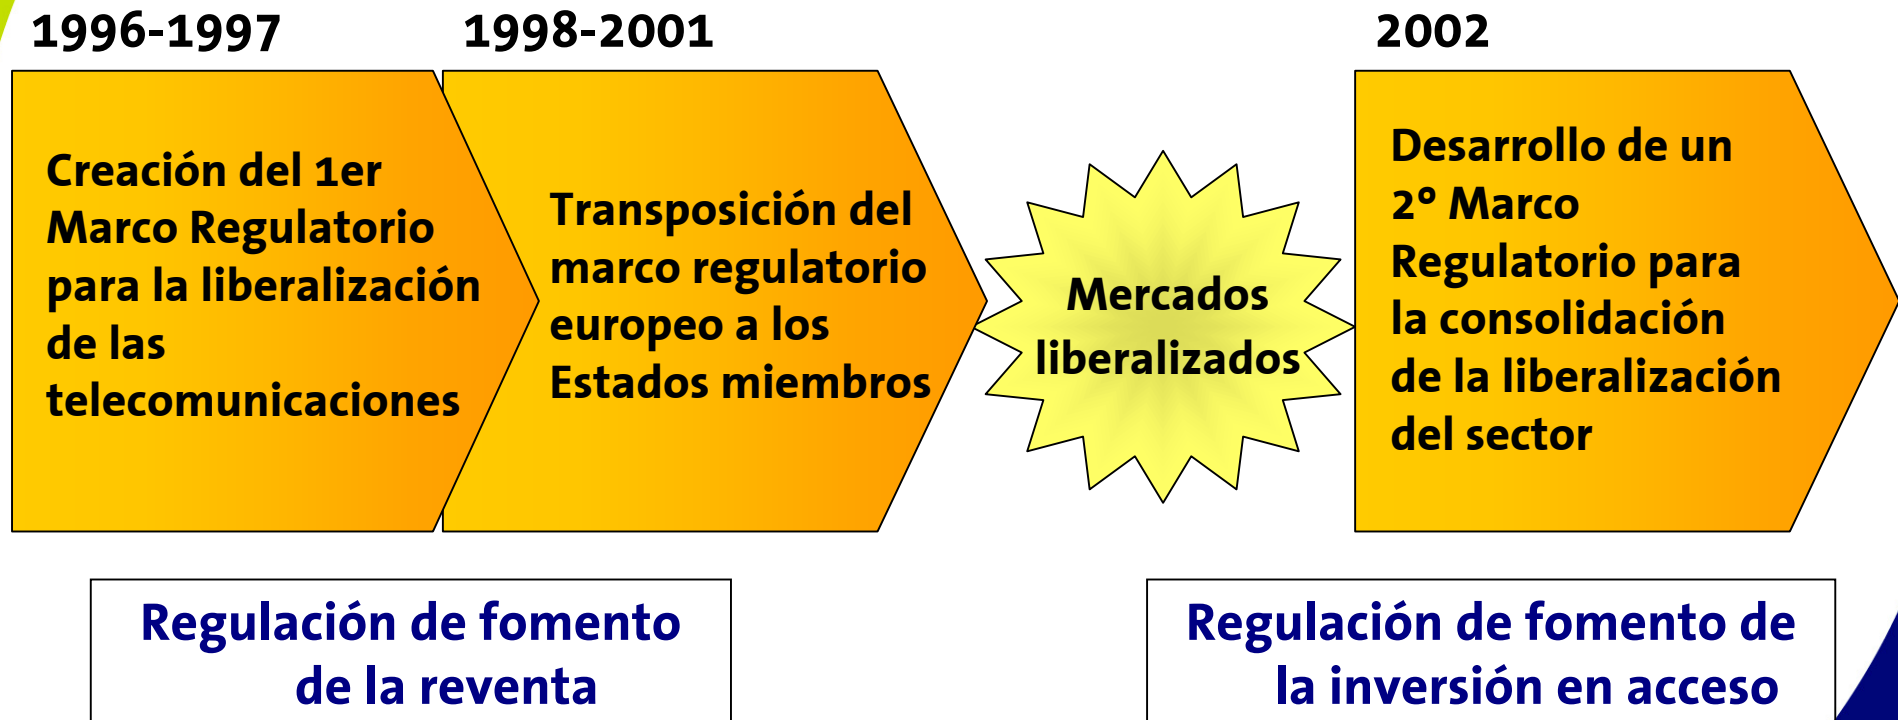 1996-1997
1998-2001
2002
Creación del 1er
Marco Regulatorio
para la liberalización
de las
telecomunicaciones
Transposición del
marco regulatorio
europeo a los
Estados miembros
Mercados
liberalizados
Desarrollo de un
2º Marco
Regulatorio para
la consolidación
de la liberalización
del sector
Regulación de fomento
de la reventa
Regulación de fomento de
la inversión en acceso